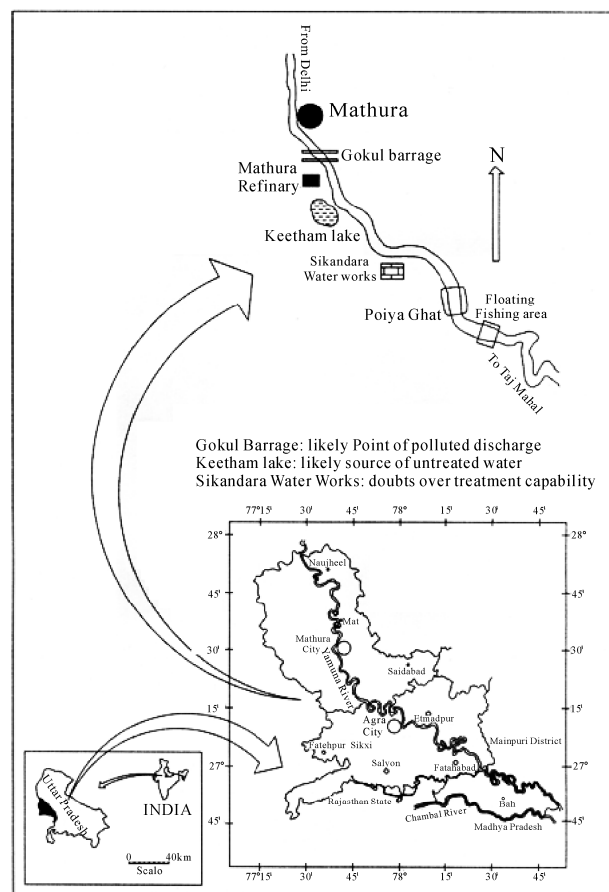 From Delhi
Mathura
Gokul barrage
Mathura
Refinary
N
Keetham lake
Sikandara
Water works
Poiya Ghat
Floating
Fishing area
To Taj Mahal
Gokul Barrage: likely Point of polluted discharge
Keetham lake: likely source of untreated water
Sikandara Water Works: doubts over treatment capability
77°15' 30' 45' 78° 15' 30' 45'
28° 28°
Naujheel
45' 45'
Mat
Mathura
City
30' 30'
Saidabad
Yamuna River
15' 15'
Agra
City
Etmadpur
Mainpuri District
Fatehpur Sikxi
27° 27°
Salyon
Fatahabad
Rajasthan State
Bah
Chambal River
45' 45'
Madhya Pradesh
77°15' 30' 45' 78° 15' 30' 45'
Uttar Pradesh
INDIA
0 40km
Scalo